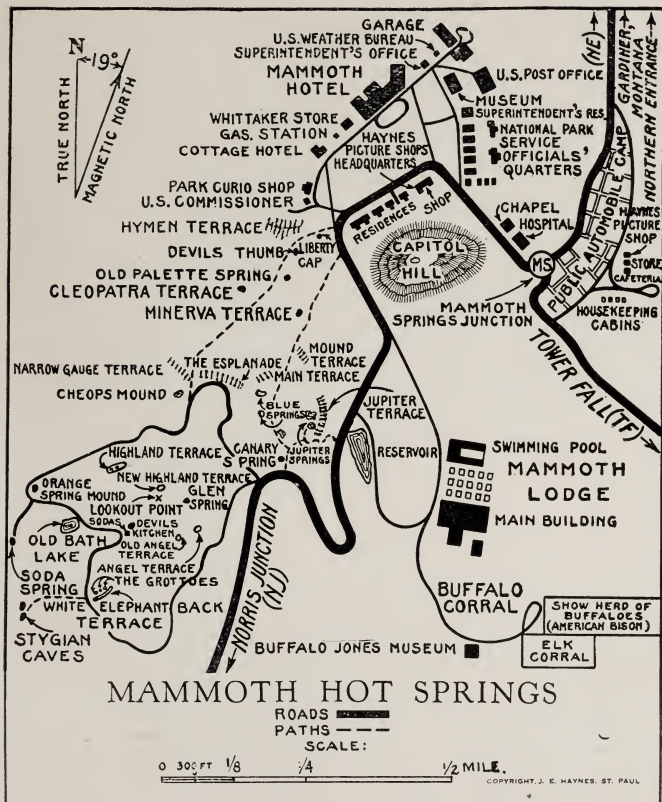 GARAGE
U.S. WEATHER BUREAU
SUPERINTENDENT'S OFFICE
MAMMOTH
HOTEL
(NE)
GARDINER,
MONTANA
NORTHERN ENTRANCE
N
19°
TRUE NORTH
MAGNETIC NORTH
U.S. POST OFFICE
MUSEUM
SUPERINTENDENT'S RES.
NATIONAL PARK
SERVICE
OFFICIALS'
QUARTERS
WHITTAKER STORE
GAS. STATION
COTTAGE HOTEL
HAYNES
PICTURE SHOPS
HEADQUARTERS
PARK CURIO SHOP
U.S. COMMISSIONER
RESIDENCES
SHOP
CHAPEL
HOSPITAL
PUBLIC AUTOMOBILE CAMP
HAYNES
PICTURE
SHOP
STORE
CAFETERIA
HYMEN TERRACE
DEVILS THUMB
LIBERTY
CAP
CAPITOL
HILL
MS
OLD PALETTE SPRING
CLEOPATRA TERRACE
MINERVA TERRACE
MAMMOTH
SPRINGS JUNCTION
HOUSEKEEPING
CABINS
TOWER FALL (TF)
NARROW GAUGE TERRACE
THE ESPLANADE
MOUND
TERRACE
MAIN TERRACE
CHEOPS MOUND
BLUE SPRINGS
JUPITER
TERRACE
HIGHLAND TERRACE
CANARY
SPRING
JUPITER
SPRINGS
RESERVOIR
SWIMMING POOL
MAMMOTH
LODGE
MAIN BUILDING
NEW HIGHLAND TERRACE
ORANGE
SPRING MOUND
LOOKOUT POINT
GLEN
SPRING
SODAS
DEVILS
KITCHEN
OLD BATH
LAKE
OLD ANGEL
TERRACE
ANGEL TERRACE
THE GROTTOES
SODA
SPRING
WHITE ELEPHANT BACK
TERRACE
STYGIAN
CAVES
NORRIS JUNCTION
(NJ)
BUFFALO
CORRAL
SHOW HERD OF
BUFFALOES
(AMERICAN BISON)
ELK
CORRAL
BUFFALO JONES MUSEUM
MAMMOTH HOT SPRINGS
ROADS
PATHS
SCALE:
0 300 FT 1/8 1/4 1/2 MILE.
COPYRIGHT, J. E. HAYNES, ST. PAUL